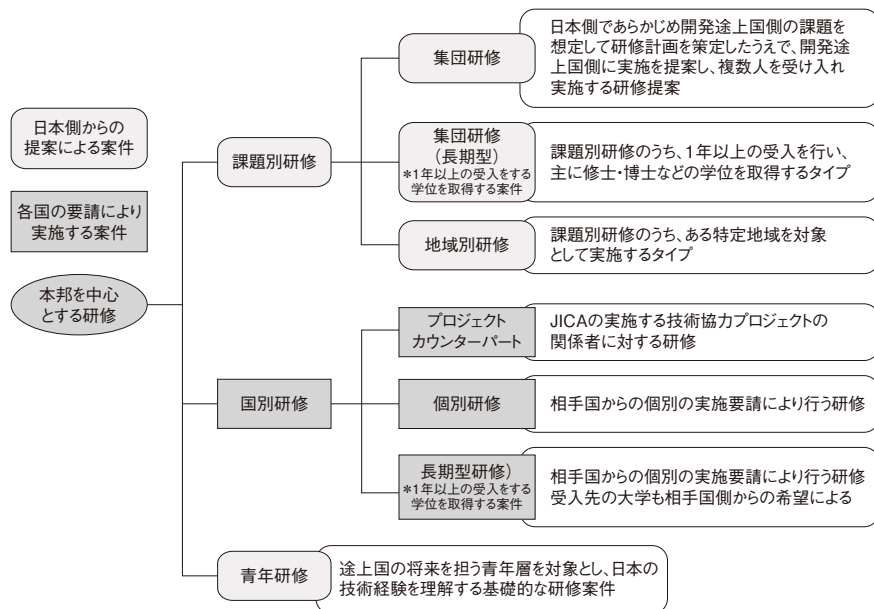 日本側からの
提案による案件
各国の要請により
実施する案件
本邦を中心
とする研修
課題別研修
集団研修
日本側であらかじめ開発途上国側の課題を
想定して研修計画を策定したうえで、開発途
上国側に実施を提案し、複数人を受け入れ
実施する研修提案
集団研修
(長期型)
*1年以上の受入をする
学位を取得する案件
課題別研修のうち、1年以上の受入を行い、
主に修士・博士などの学位を取得するタイプ
地域別研修
課題別研修のうち、ある特定地域を対象
として実施するタイプ
国別研修
プロジェクト
カウンターパート
JICAの実施する技術協力プロジェクトの
関係者に対する研修
個別研修
相手国からの個別の実施要請により行う研修
長期型研修)
*1年以上の受入をする
学位を取得する案件
相手国からの個別の実施要請により行う研修
受入先の大学も相手国側からの希望による
青年研修
途上国の将来を担う青年層を対象とし、日本の
技術経験を理解する基礎的な研修案件